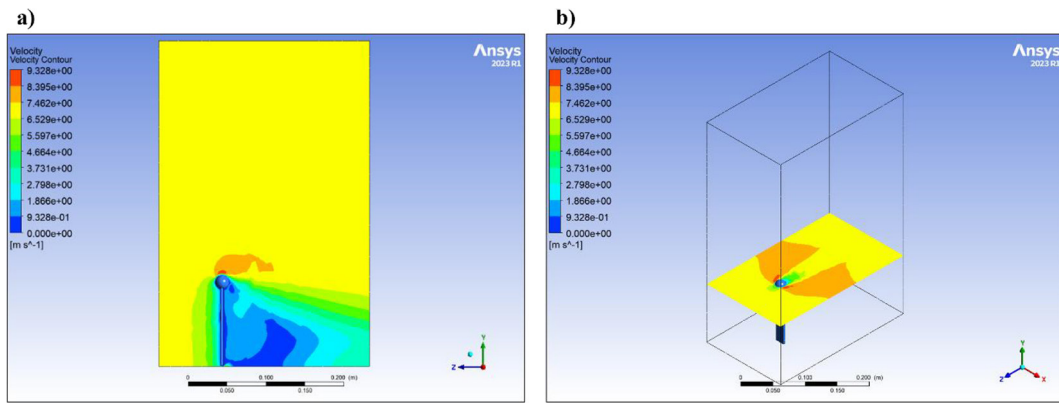 a)
b)
Velocity
Velocity Contour
9.328e+00
8.395e+00
7.462e+00
6.529e+00
5.597e+00
4.664e+00
3.731e+00
2.798e+00
1.866e+00
9.328e-01
0.000e+00
[m s^-1]
Ansys
2023 R1
0
0.100
0.200 (m)
0.050
0.150
Y
Z
Velocity
Velocity Contour
9.328e+00
8.395e+00
7.462e+00
6.529e+00
5.597e+00
4.664e+00
3.731e+00
2.798e+00
1.866e+00
9.328e-01
0.000e+00
[m s^-1]
Ansys
2023 R1
0
0.100
0.200 (m)
0.050
0.150
Y
Z
X